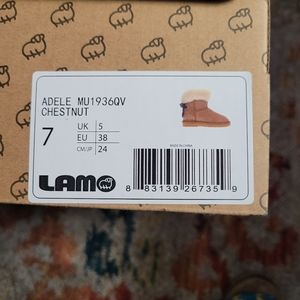 ADELE MU1936QV
CHESTNUT
7
UK 5
EU 38
CM/JP 24
MADE IN CHINA
LAMO
8 83139 26735 9